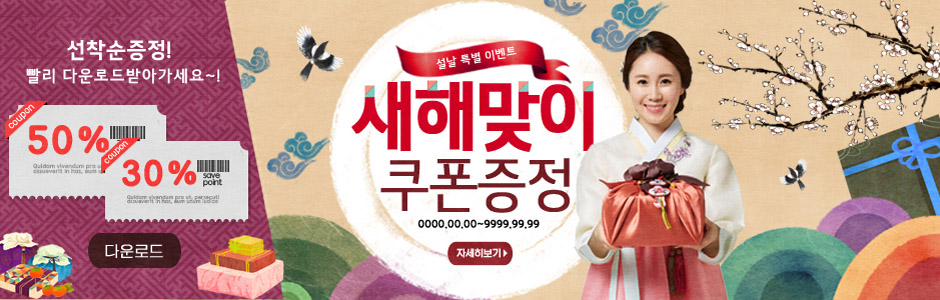 선착순증정!
빨리 다운로드받아가세요~!
coupon
50%
coupon
30%
save
point
다운로드
설날 특별 이벤트
새해맞이
쿠폰증정
0000.00.00~9999.99.99
자세히보기